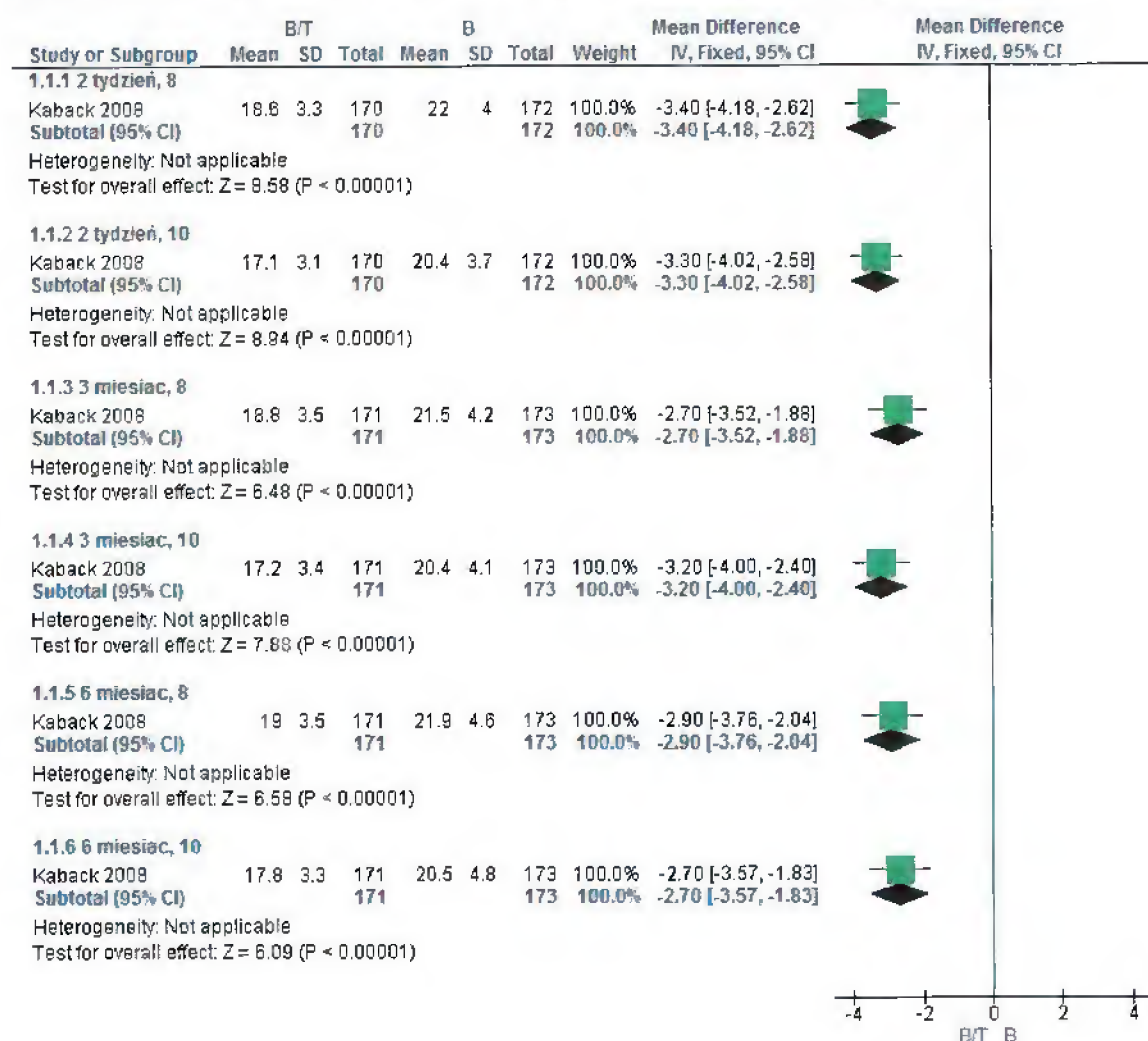 B/T B Mean Difference Mean Difference
Study or Subgroup Mean SD Total Mean SD Total Weight IV, Fixed, 95% CI IV, Fixed, 95% CI
1.1.1 2 tydzień, 8
Kaback 2008 18.6 3.3 170 22 4 172 100.0% -3.40 [-4.18, -2.62]
Subtotal (95% CI) 170 172 100.0% -3.40 [-4.18, -2.62]
Heterogeneity: Not applicable
Test for overall effect: Z = 8.58 (P < 0.00001)
1.1.2 2 tydzień, 10
Kaback 2008 17.1 3.1 170 20.4 3.7 172 100.0% -3.30 [-4.02, -2.58]
Subtotal (95% CI) 170 172 100.0% -3.30 [-4.02, -2.58]
Heterogeneity: Not applicable
Test for overall effect: Z = 8.94 (P < 0.00001)
1.1.3 3 miesiac, 8
Kaback 2008 18.8 3.5 171 21.5 4.2 173 100.0% -2.70 [-3.52, -1.88]
Subtotal (95% CI) 171 173 100.0% -2.70 [-3.52, -1.88]
Heterogeneity: Not applicable
Test for overall effect: Z = 6.48 (P < 0.00001)
1.1.4 3 miesiac, 10
Kaback 2008 17.2 3.4 171 20.4 4.1 173 100.0% -3.20 [-4.00, -2.40]
Subtotal (95% CI) 171 173 100.0% -3.20 [-4.00, -2.40]
Heterogeneity: Not applicable
Test for overall effect: Z = 7.88 (P < 0.00001)
1.1.5 6 miesiac, 8
Kaback 2008 19 3.5 171 21.9 4.6 173 100.0% -2.90 [-3.76, -2.04]
Subtotal (95% CI) 171 173 100.0% -2.90 [-3.76, -2.04]
Heterogeneity: Not applicable
Test for overall effect: Z = 6.58 (P < 0.00001)
1.1.6 6 miesiac, 10
Kaback 2008 17.8 3.3 171 20.5 4.8 173 100.0% -2.70 [-3.57, -1.83]
Subtotal (95% CI) 171 173 100.0% -2.70 [-3.57, -1.83]
Heterogeneity: Not applicable
Test for overall effect: Z = 6.09 (P < 0.00001)
-4 -2 0 2 4
B/T B